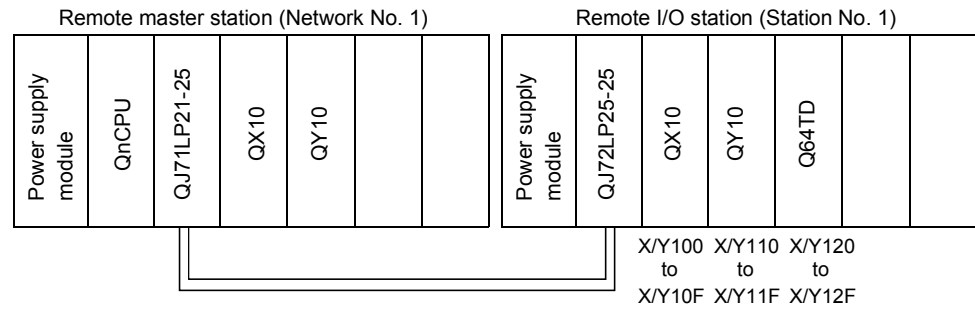 Remote master station (Network No. 1)
Remote I/O station (Station No. 1)
Power supply
module
QnCPU
QJ71LP21-25
QX10
QY10
Power supply
module
QJ72LP25-25
QX10
QY10
Q64TD
X/Y100 X/Y110 X/Y120
to to to
X/Y10F X/Y11F X/Y12F